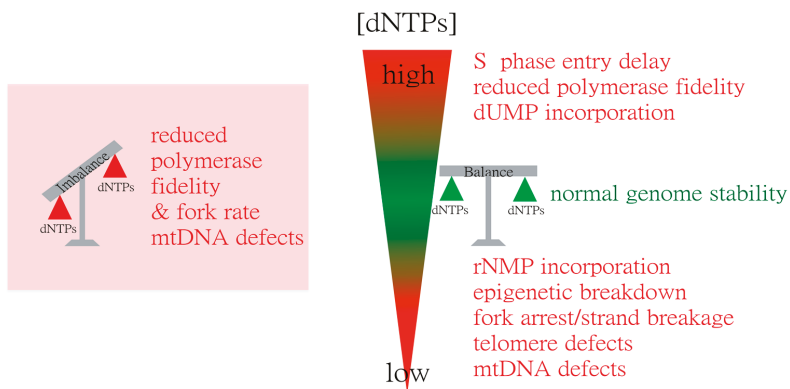 [dNTPs]
high
S phase entry delay
reduced polymerase fidelity
dUMP incorporation
Imbalance
dNTPs
dNTPs
reduced
polymerase
fidelity
& fork rate
mtDNA defects
Balance
dNTPs
dNTPs
normal genome stability
rNMP incorporation
epigenetic breakdown
fork arrest/strand breakage
telomere defects
mtDNA defects
low